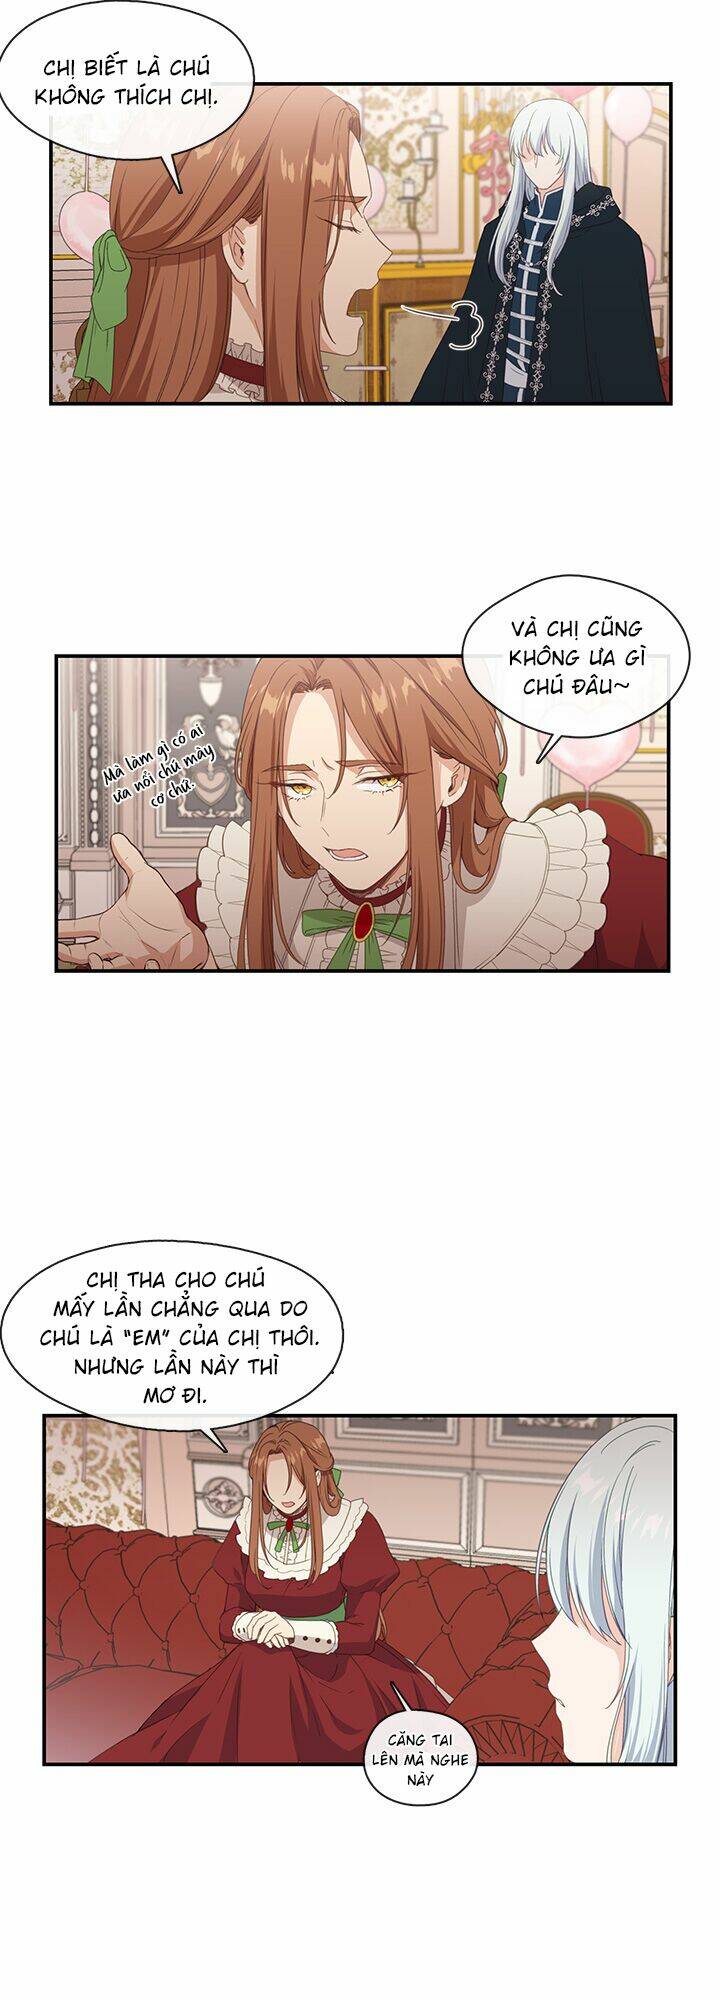 CHỊ BIẾT LÀ CHÚ
KHÔNG THÍCH CHỊ.
VÀ CHỊ CŨNG
KHÔNG ƯA GÌ
CHÚ ĐÂU~
Mà làm gì có ai
ưa nổi chú mày
cơ chứ.
CHỊ THA CHO CHÚ
MẤY LẦN CHẲNG QUA DO
CHÚ LÀ "EM" CỦA CHỊ THÔI.
NHƯNG LẦN NÀY THÌ
MƠ ĐI.
CĂNG TAI
LÊN MÀ NGHE
NÀY